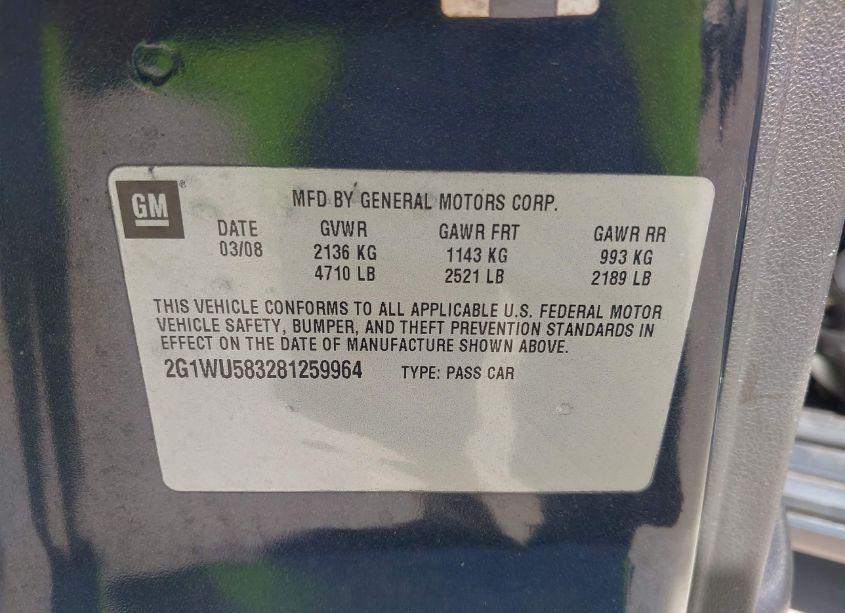 GM ®
MFD BY GENERAL MOTORS CORP.
DATE GVWR GAWR FRT GAWR RR
03/08 2136 KG 1143 KG 993 KG
4710 LB 2521 LB 2189 LB
THIS VEHICLE CONFORMS TO ALL APPLICABLE U.S. FEDERAL MOTOR
VEHICLE SAFETY, BUMPER, AND THEFT PREVENTION STANDARDS IN
EFFECT ON THE DATE OF MANUFACTURE SHOWN ABOVE.
2G1WU583281259964 TYPE: PASS CAR